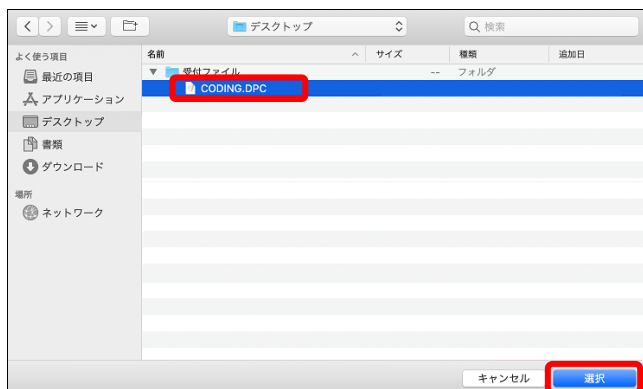 デスクトップ
検索
よく使う項目
最近の項目
アプリケーション
デスクトップ
書類
ダウンロード
場所
ネットワーク
名前 サイズ 種類 追加日
受付ファイル -- フォルダ
CODING.DPC
キャンセル 選択